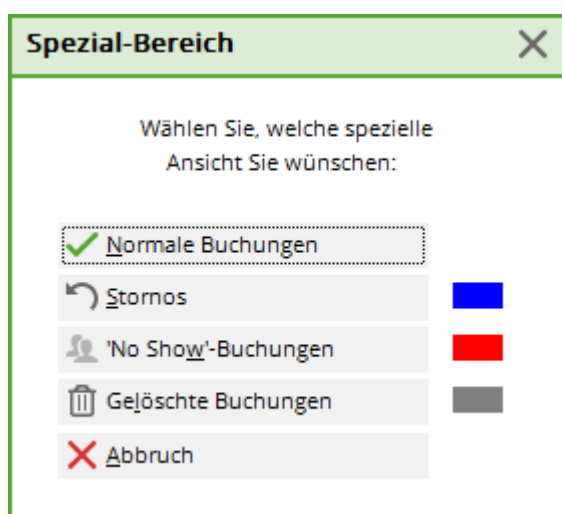 Spezial-Bereich
Wählen Sie, welche spezielle
Ansicht Sie wünschen:
Normale Buchungen
Stornos
'No Show'-Buchungen
Gelöschte Buchungen
Abbruch